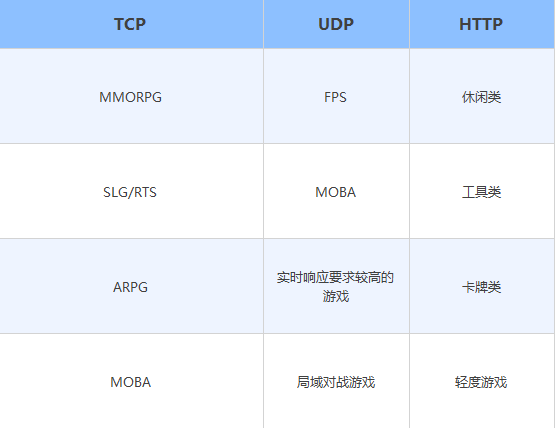 TCP UDP HTTP
MMORPG FPS 休闲类
SLG/RTS MOBA 工具类
ARPG 实时响应要求较高的
游戏 卡牌类
MOBA 局域对战游戏 轻度游戏